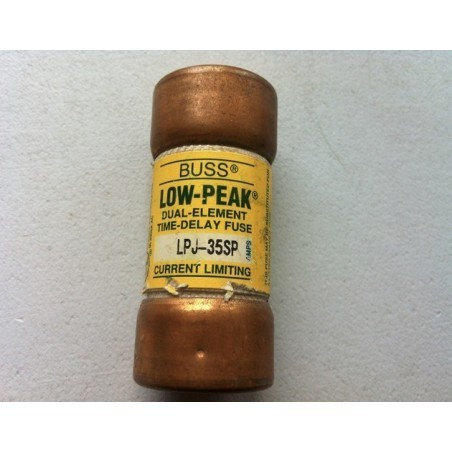 BUSS®
LOW-PEAK®
DUAL-ELEMENT
TIME-DELAY FUSE
LPJ-35SP
AMPS
CURRENT LIMITING